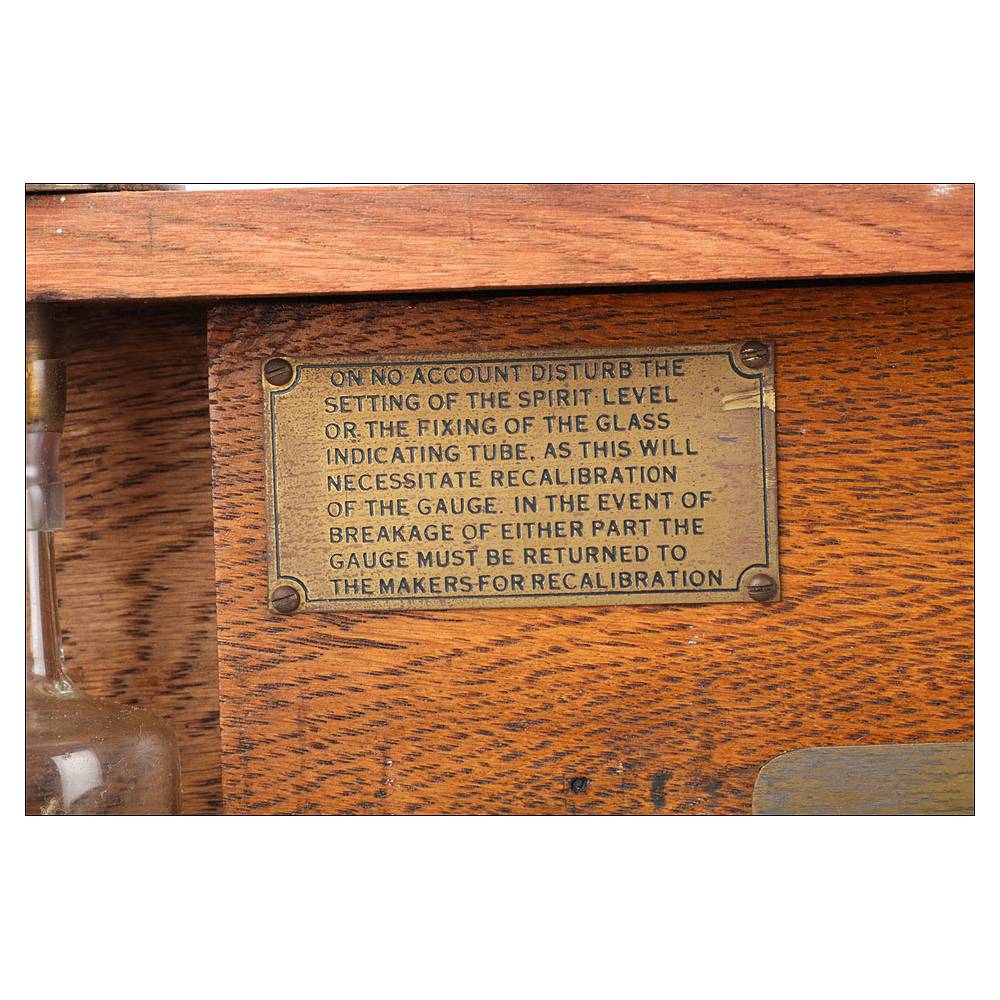 ON NO ACCOUNT DISTURB THE
SETTING OF THE SPIRIT LEVEL
OR THE FIXING OF THE GLASS
INDICATING TUBE, AS THIS WILL
NECESSITATE RECALIBRATION
OF THE GAUGE. IN THE EVENT OF
BREAKAGE OF EITHER PART THE
GAUGE MUST BE RETURNED TO
THE MAKERS FOR RECALIBRATION